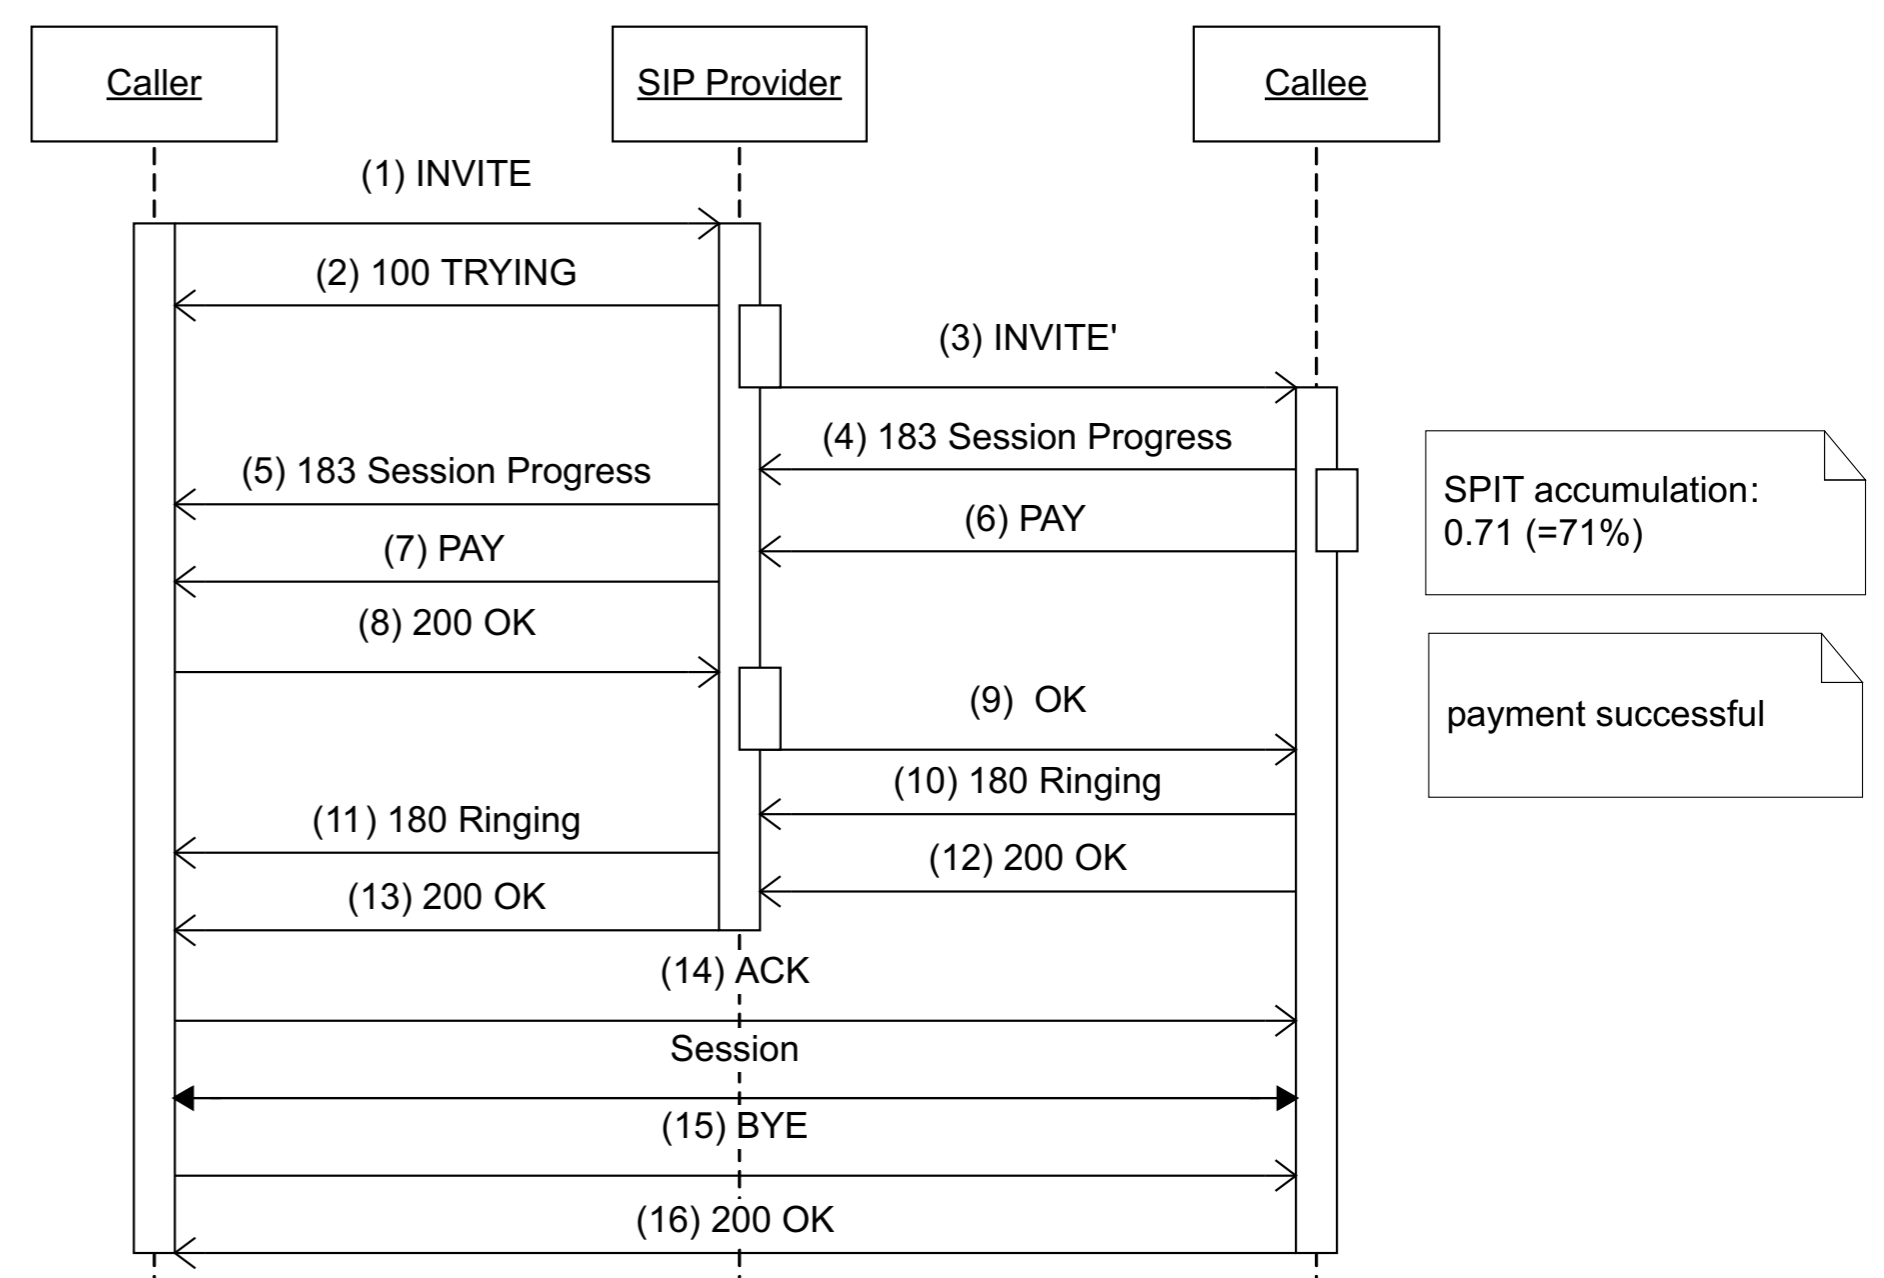 Caller
SIP Provider
Callee
(1) INVITE
(2) 100 TRYING
(3) INVITE'
(4) 183 Session Progress
(5) 183 Session Progress
SPIT accumulation:
0.71 (=71%)
(6) PAY
(7) PAY
(8) 200 OK
(9) OK
payment successful
(10) 180 Ringing
(11) 180 Ringing
(12) 200 OK
(13) 200 OK
(14) ACK
Session
(15) BYE
(16) 200 OK